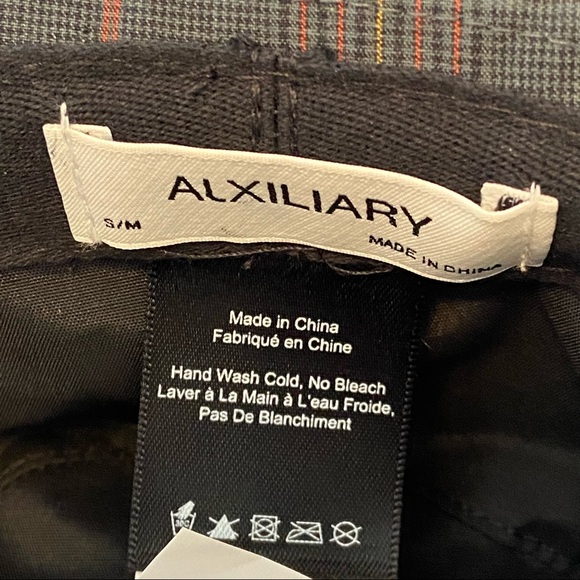 ALXILIARY
S/M
MADE IN CHINA
Made in China
Fabriqué en Chine
Hand Wash Cold, No Bleach
Laver à La Main à L'eau Froide,
Pas De Blanchiment